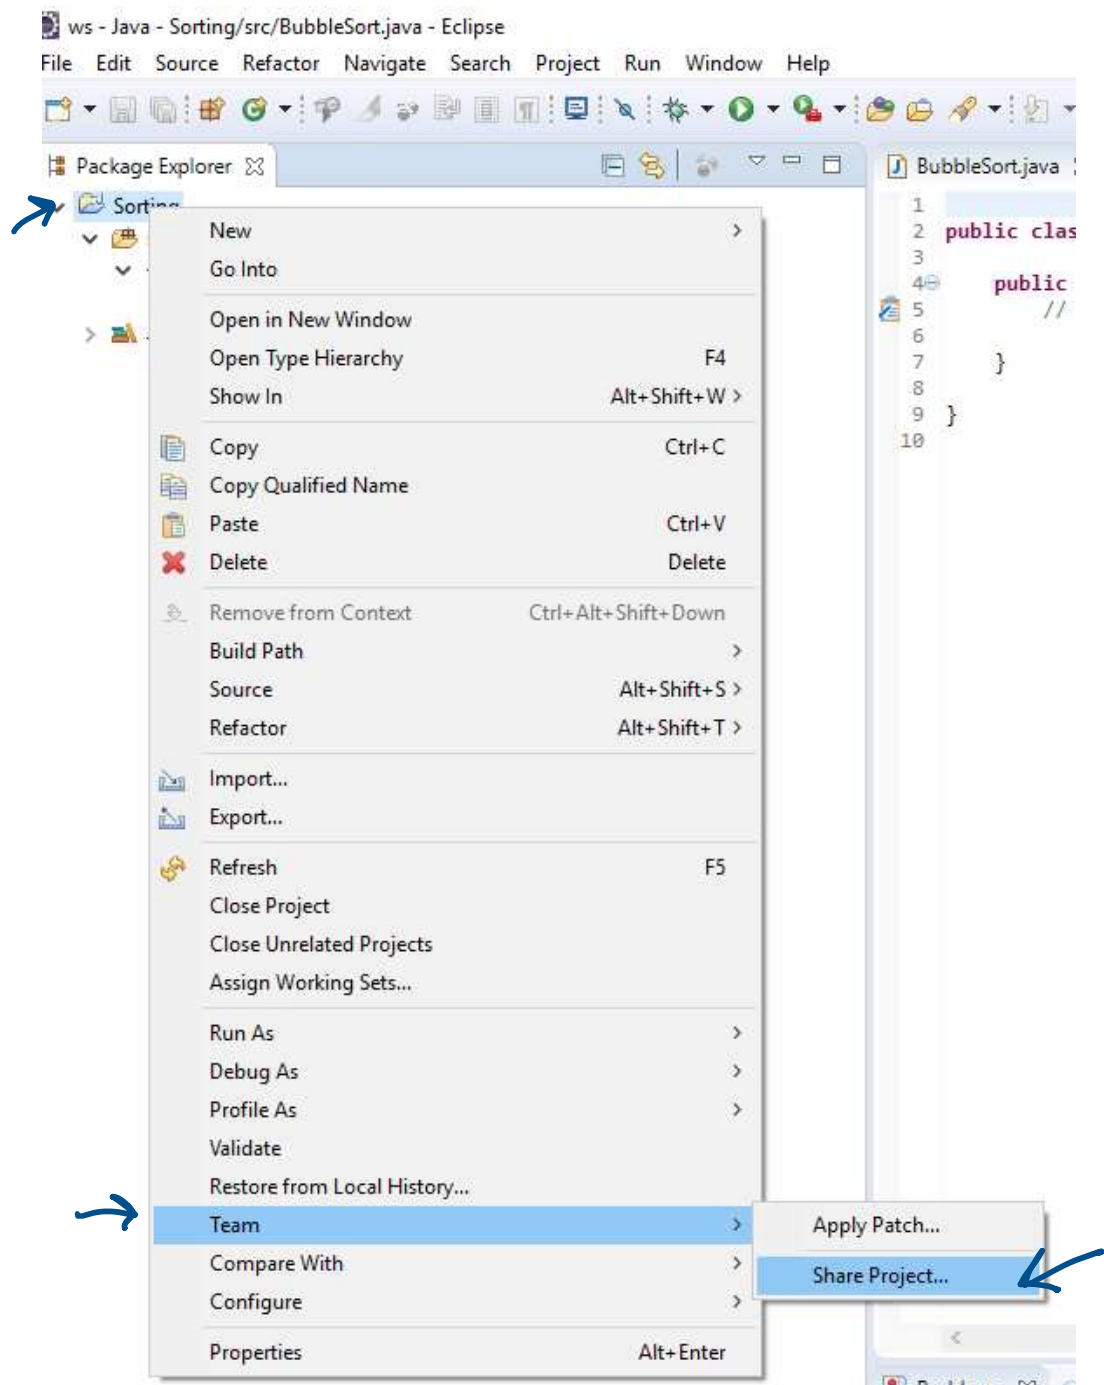 ws - Java - Sorting/src/BubbleSort.java - Eclipse
File Edit Source Refactor Navigate Search Project Run Window Help
Package Explorer
BubbleSort.java
Sorting
New
Go Into
Open in New Window
Open Type Hierarchy F4
Show In Alt+Shift+W >
Copy Ctrl+C
Copy Qualified Name
Paste Ctrl+V
Delete Delete
Remove from Context Ctrl+Alt+Shift+Down
Build Path
Source Alt+Shift+S >
Refactor Alt+Shift+T >
Import...
Export...
Refresh F5
Close Project
Close Unrelated Projects
Assign Working Sets...
Run As
Debug As
Profile As
Validate
Restore from Local History...
Team
Compare With
Configure
Properties Alt+Enter
Apply Patch...
Share Project...
1
2 public clas
3
4 public
5 //
6
7 }
8
9 }
10